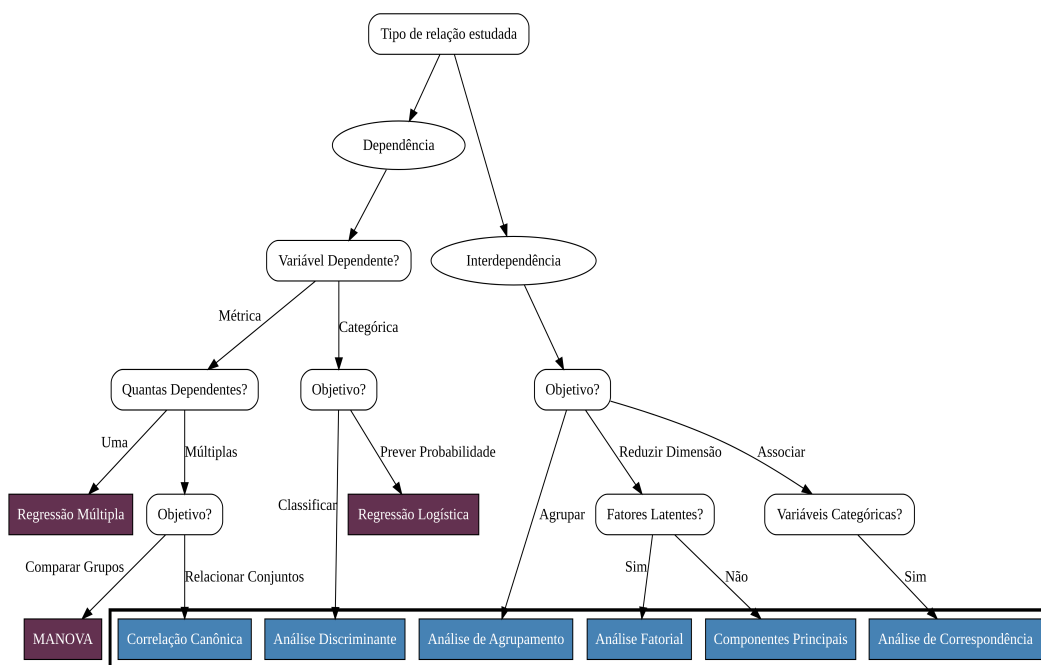 Tipo de relação estudada
Dependência
Variável Dependente?
Interdependência
Métrica
Categórica
Quantas Dependentes?
Objetivo?
Objetivo?
Uma
Múltiplas
Prever Probabilidade
Reduzir Dimensão
Associar
Classificar
Agrupar
Regressão Múltipla
Objetivo?
Regressão Logística
Fatores Latentes?
Variáveis Categóricas?
Comparar Grupos
Relacionar Conjuntos
Sim
Não
Sim
MANOVA
Correlação Canônica
Análise Discriminante
Análise de Agrupamento
Análise Fatorial
Componentes Principais
Análise de Correspondência